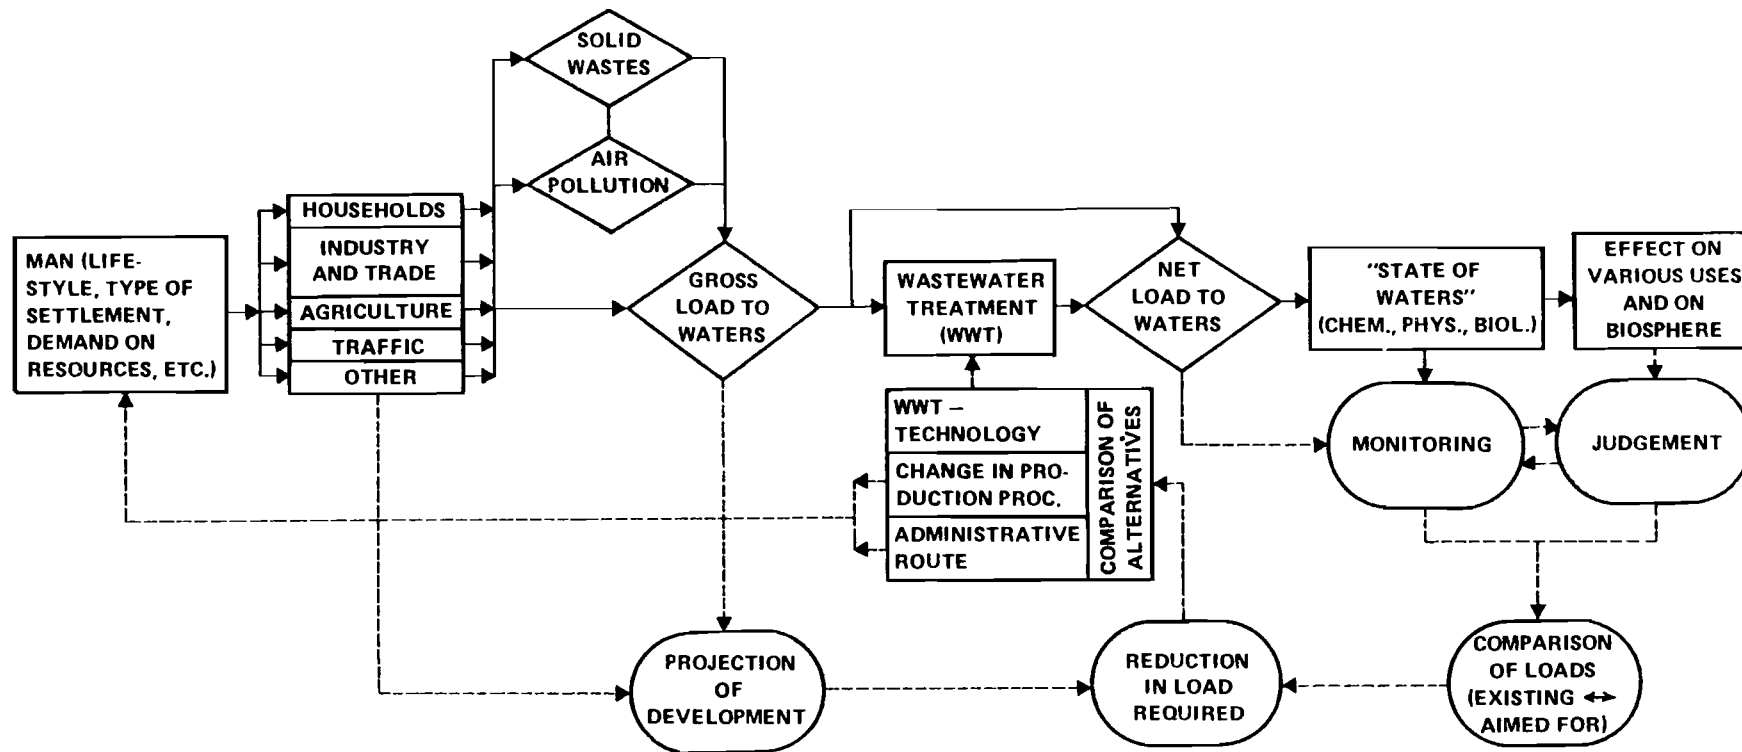 SOLID
WASTES
AIR
POLLUTION
HOUSEHOLDS
INDUSTRY
AND TRADE
AGRICULTURE
TRAFFIC
OTHER
MAN (LIFE-
STYLE, TYPE OF
SETTLEMENT,
DEMAND ON
RESOURCES, ETC.)
GROSS
LOAD TO
WATERS
WASTEWATER
TREATMENT
(WWT)
NET
LOAD TO
WATERS
"STATE OF
WATERS"
(CHEM., PHYS., BIOL.)
EFFECT ON
VARIOUS USES
AND ON
BIOSPHERE
WWT –
TECHNOLOGY
CHANGE IN PRO-
DUCTION PROC.
ADMINISTRATIVE
ROUTE
COMPARISON OF
ALTERNATIVES
MONITORING
JUDGEMENT
PROJECTION
OF
DEVELOPMENT
REDUCTION
IN LOAD
REQUIRED
COMPARISON
OF LOADS
(EXISTING ↔
AIMED FOR)